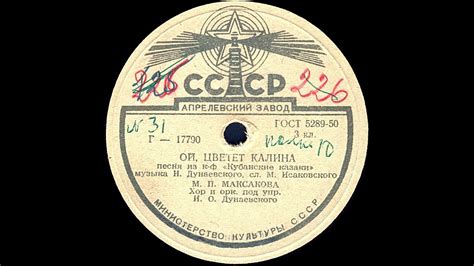 226 226
СССР
АПРЕЛЕВСКИЙ ЗАВОД
N 31 ГОСТ 5289-50
Г — 17790 3 кл.
ОЙ, ЦВЕТЕТ КАЛИНА
песня из к-ф «Кубанские казаки»
музыка И. Дунаевского, сл. М. Исаковского
М. П. МАКСАКОВА
Хор и орк. под упр.
И. О. Дунаевского
МИНИСТЕРСТВО КУЛЬТУРЫ СССР